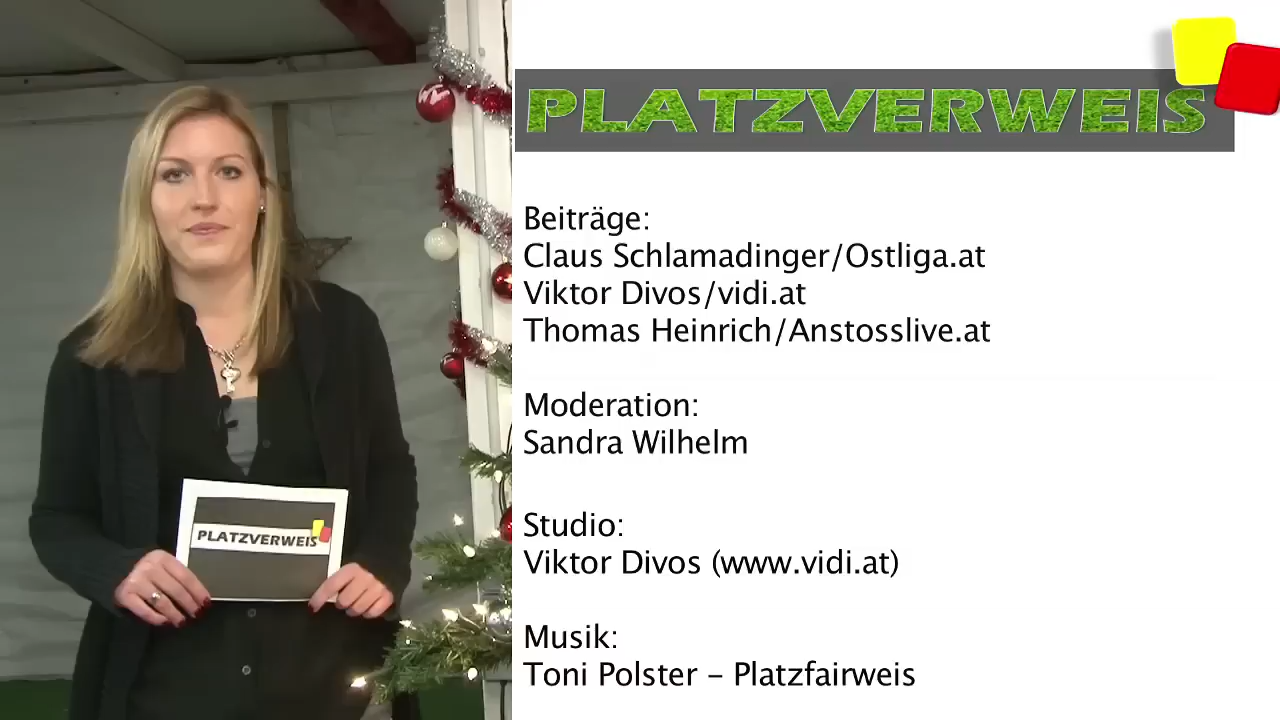 PLATZVERWEIS
Beiträge:
Claus Schlamadinger/Ostliga.at
Viktor Divos/vidi.at
Thomas Heinrich/Anstosslive.at
Moderation:
Sandra Wilhelm
Studio:
Viktor Divos (www.vidi.at)
Musik:
Toni Polster – Platzfairweis
PLATZVERWEIS